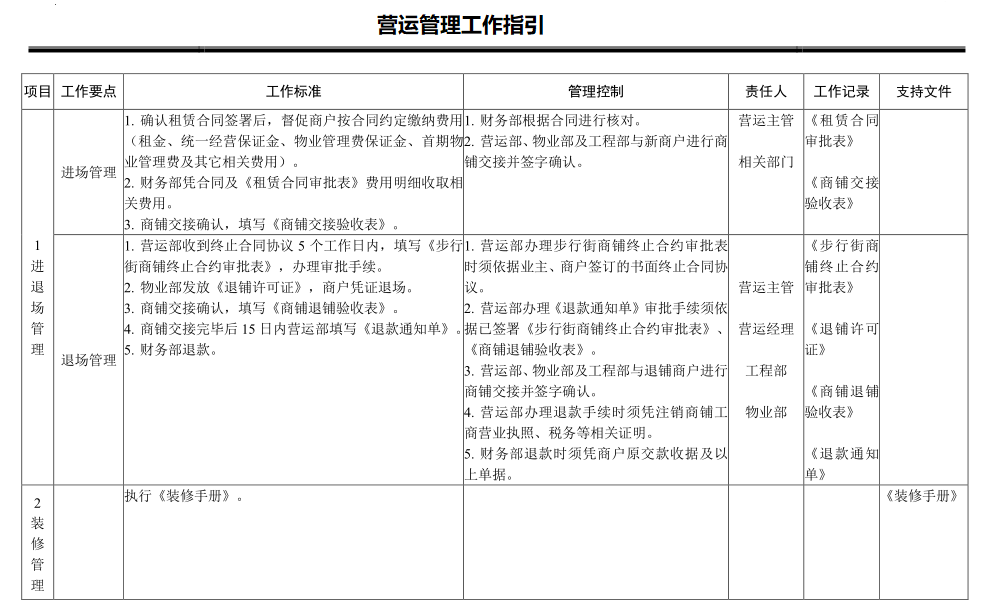 营运管理工作指引
项目 工作要点 工作标准 管理控制 责任人 工作记录 支持文件
1
进
退
场
管
理
进场管理
1. 确认租赁合同签署后，督促商户按合同约定缴纳费用
（租金、统一经营保证金、物业管理费保证金、首期物
业管理费及其它相关费用）。
2. 财务部凭合同及《租赁合同审批表》费用明细收取相
关费用。
3. 商铺交接确认，填写《商铺交接验收表》。
1. 财务部根据合同进行核对。
2. 营运部、物业部及工程部与新商户进行商
铺交接并签字确认。
营运主管
相关部门
《租赁合同
审批表》
《商铺交接
验收表》
退场管理
1. 营运部收到终止合同协议 5 个工作日内，填写《步行
街商铺终止合约审批表》，办理审批手续。
2. 物业部发放《退铺许可证》，商户凭证退场。
3. 商铺交接确认，填写《商铺退铺验收表》。
4. 商铺交接完毕后 15 日内营运部填写《退款通知单》。
5. 财务部退款。
1. 营运部办理步行街商铺终止合约审批表
时须依据业主、商户签订的书面终止合同协
议。
2. 营运部办理《退款通知单》审批手续须依
据已签署《步行街商铺终止合约审批表》、
《商铺退铺验收表》。
3. 营运部、物业部及工程部与退铺商户进行
商铺交接并签字确认。
4. 营运部办理退款手续时须凭注销商铺工
商营业执照、税务等相关证明。
5. 财务部退款时须凭商户原交款收据及以
上单据。
营运主管
营运经理
工程部
物业部
《步行街商
铺终止合约
审批表》
《退铺许可
证》
《商铺退铺
验收表》
《退款通知
单》
2
装
修
管
理
执行《装修手册》。
《装修手册》